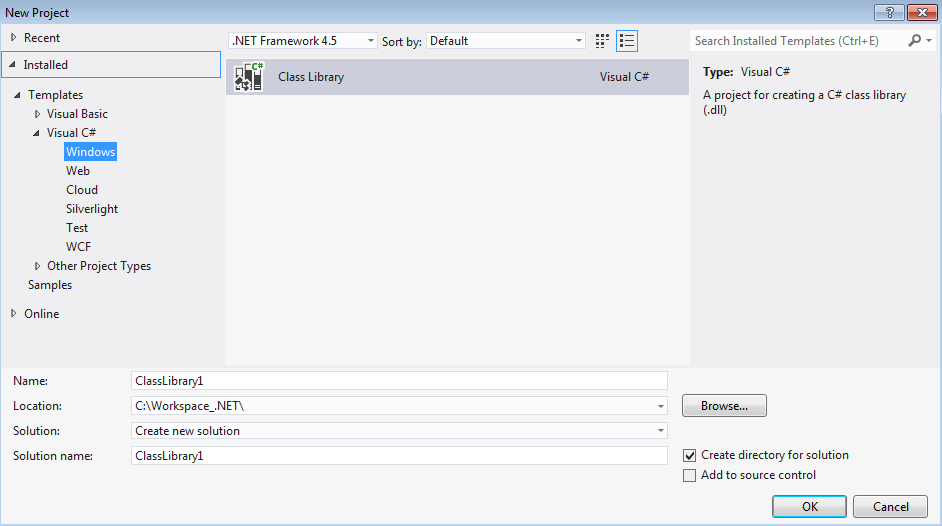 New Project
?
Recent
Installed
Templates
Visual Basic
Visual C#
Windows
Web
Cloud
Silverlight
Test
WCF
Other Project Types
Samples
Online
.NET Framework 4.5
Sort by: Default
C# Class Library Visual C#
Search Installed Templates (Ctrl+E)
Type: Visual C#
A project for creating a C# class library
(.dll)
Name: ClassLibrary1
Location: C:\Workspace_.NET\
Browse...
Solution: Create new solution
Solution name: ClassLibrary1
Create directory for solution
Add to source control
OK Cancel